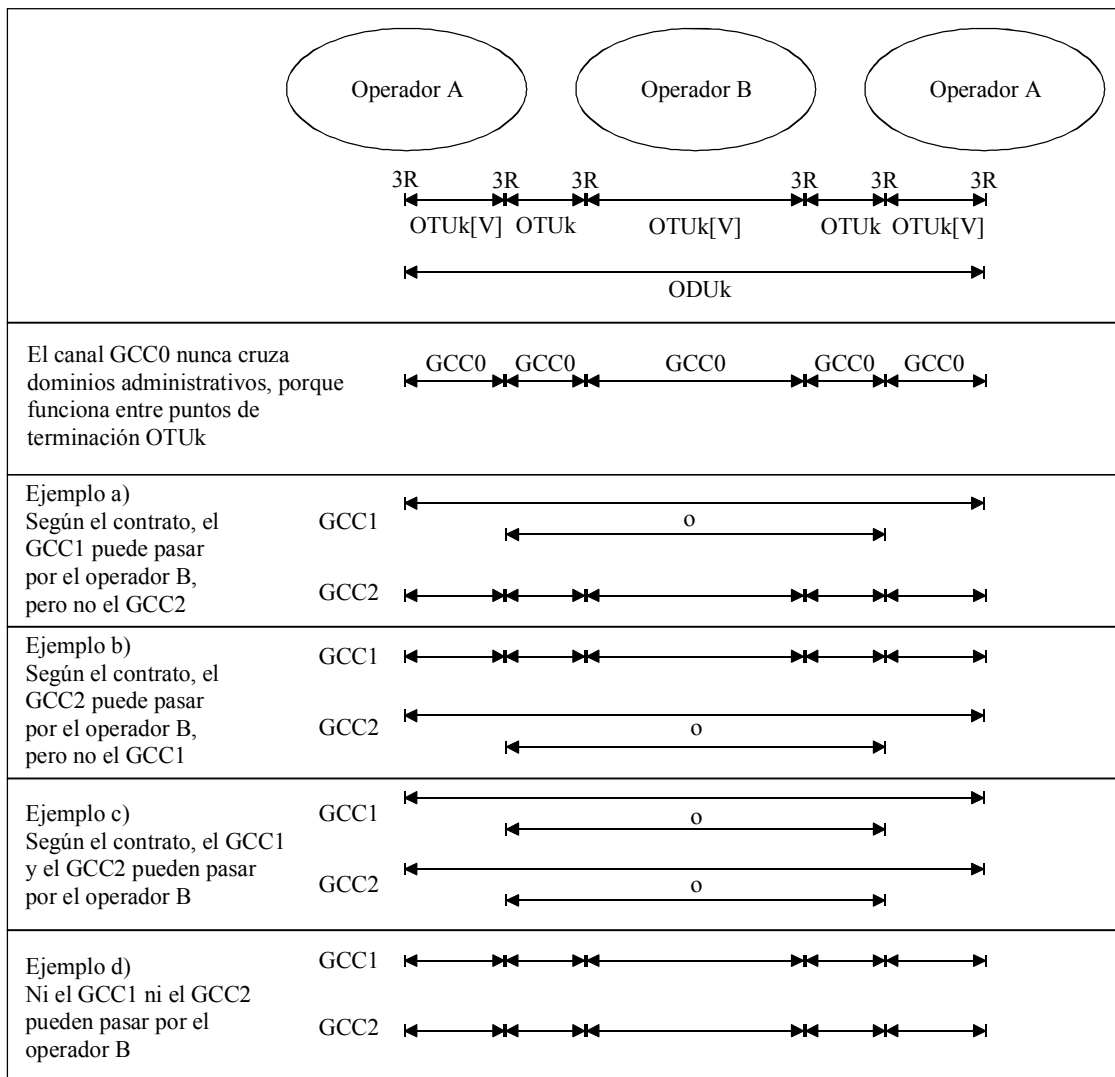 Operador A
Operador B
Operador A
3R 3R 3R 3R 3R 3R
OTUk[V] OTUk OTUk[V] OTUk OTUk[V]
ODUk
El canal GCC0 nunca cruza
dominios administrativos, porque
funciona entre puntos de
terminación OTUk
GCC0 GCC0 GCC0 GCC0 GCC0
Ejemplo a)
Según el contrato, el
GCC1 puede pasar
por el operador B,
pero no el GCC2
GCC1
o
GCC2
Ejemplo b)
Según el contrato, el
GCC2 puede pasar
por el operador B,
pero no el GCC1
GCC1
GCC2
o
Ejemplo c)
Según el contrato, el GCC1
y el GCC2 pueden pasar
por el operador B
GCC1
o
GCC2
o
Ejemplo d)
Ni el GCC1 ni el GCC2
pueden pasar por el
operador B
GCC1
GCC2